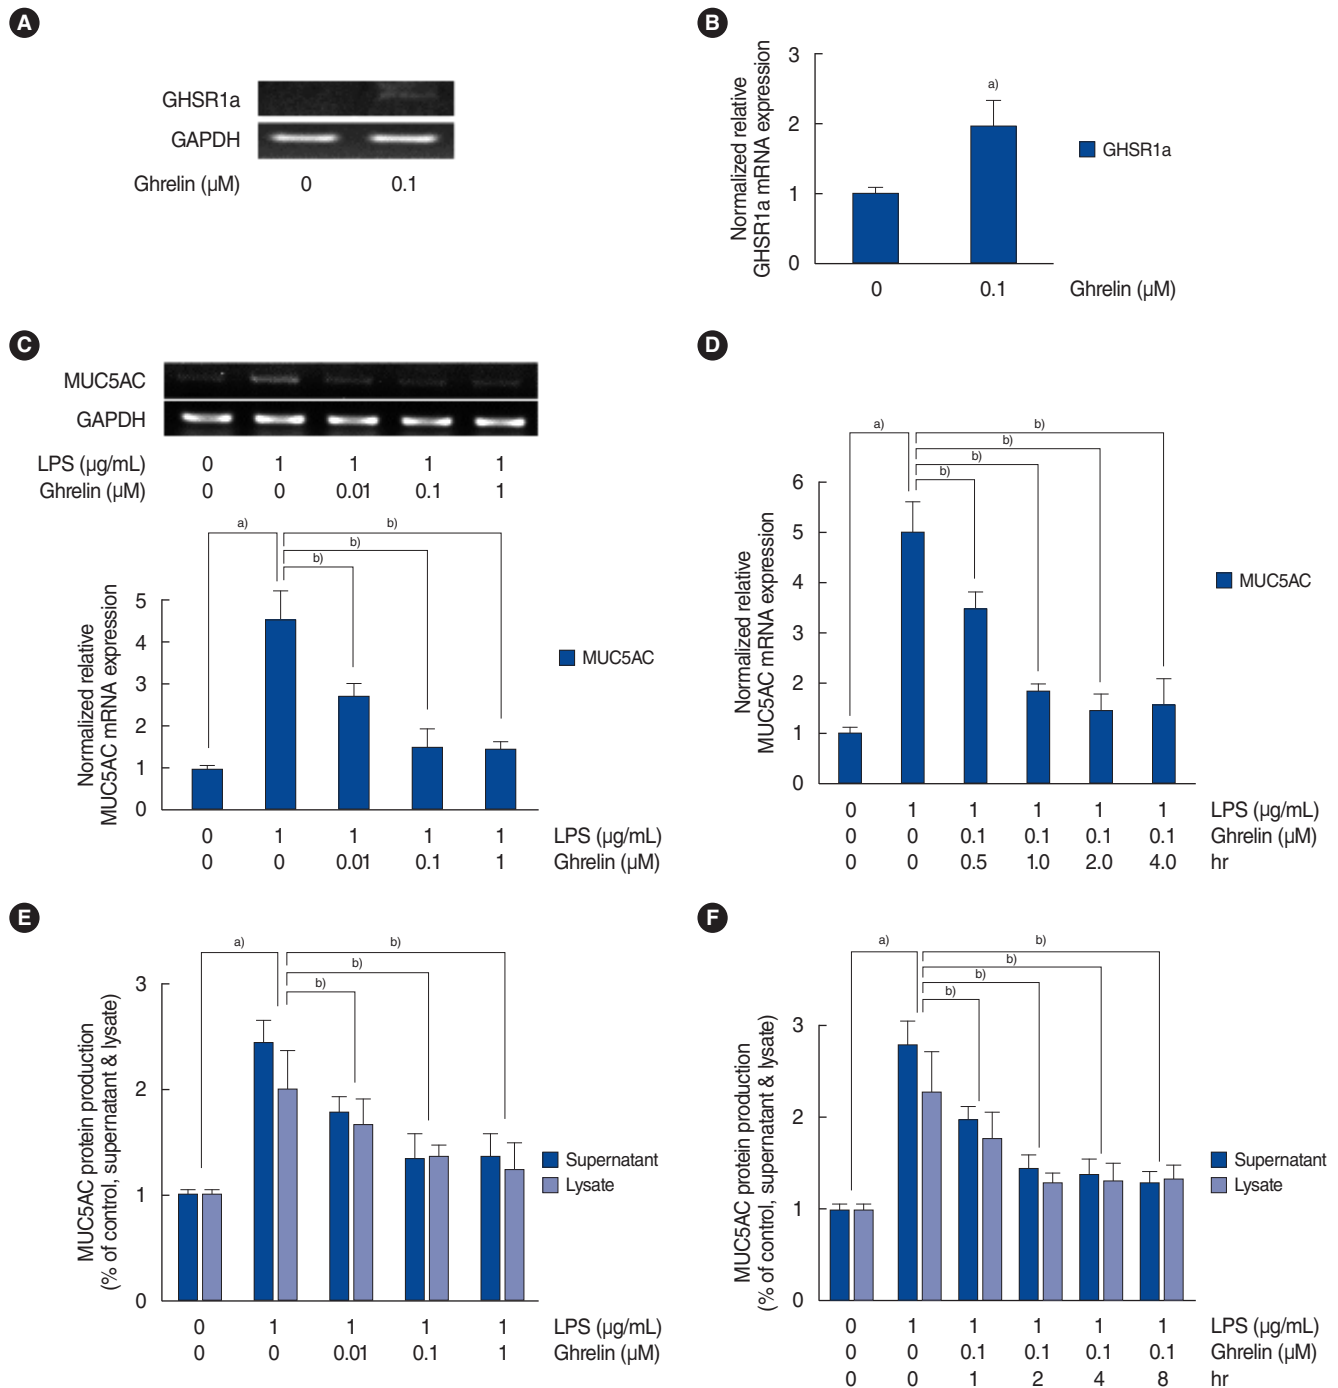 A
GHSR1a
GAPDH
Ghrelin (µM) 0 0.1
B
Normalized relative
GHSR1a mRNA expression
3
2
1
0
a)
GHSR1a
0 0.1 Ghrelin (µM)
C
MUC5AC
GAPDH
LPS (µg/mL) 0 1 1 1 1
Ghrelin (µM) 0 0 0.01 0.1 1
a) b)
b)
b)
Normalized relative
MUC5AC mRNA expression
5
4
3
2
1
0
MUC5AC
0 1 1 1 1 LPS (µg/mL)
0 0 0.01 0.1 1 Ghrelin (µM)
D
a) b)
b)
b)
b)
Normalized relative
MUC5AC mRNA expression
6
5
4
3
2
1
0
MUC5AC
0 1 1 1 1 1 LPS (µg/mL)
0 0 0.1 0.1 0.1 0.1 Ghrelin (µM)
0 0 0.5 1.0 2.0 4.0 hr
E
a) b)
b)
b)
MUC5AC protein production
(% of control, supernatant & lysate)
3
2
1
0
Supernatant
Lysate
0 1 1 1 1 LPS (µg/mL)
0 0 0.01 0.1 1 Ghrelin (µM)
F
a) b)
b)
b)
b)
MUC5AC protein production
(% of control, supernatant & lysate)
3
2
1
0
Supernatant
Lysate
0 1 1 1 1 1 LPS (µg/mL)
0 0 0.1 0.1 0.1 0.1 Ghrelin (µM)
0 0 1 2 4 8 hr